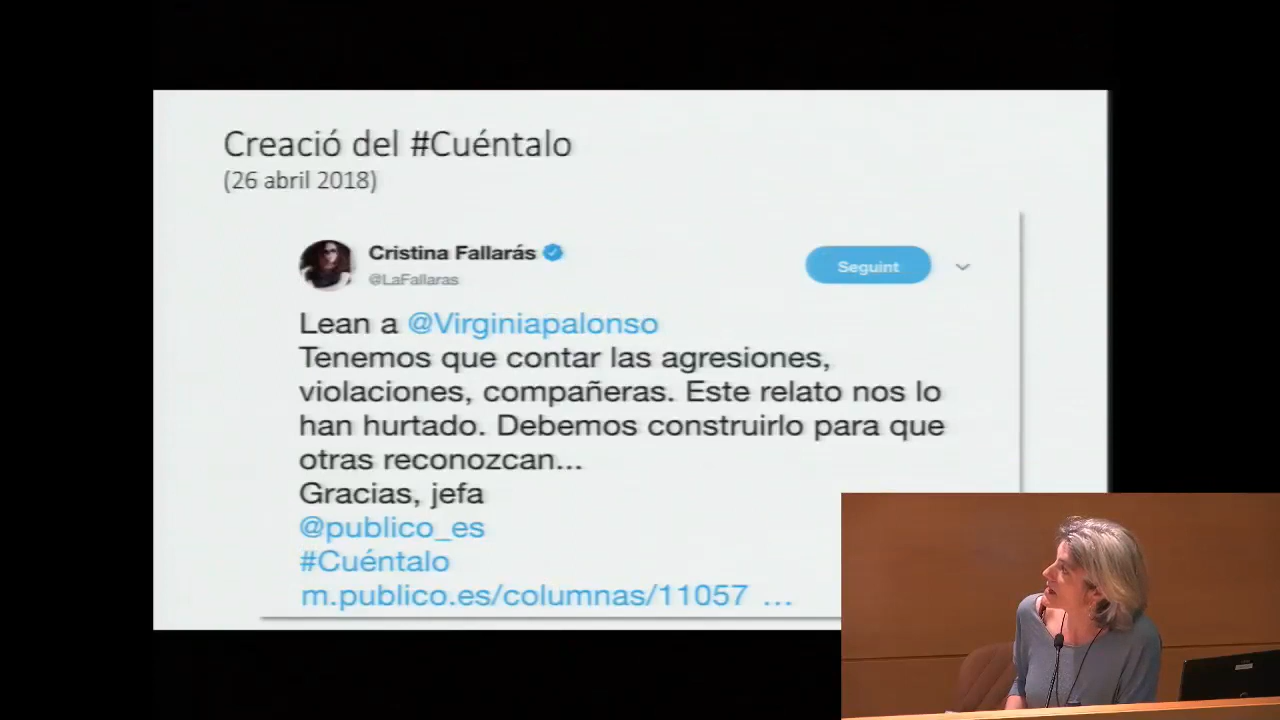 Creació del #Cuéntalo
(26 abril 2018)
Cristina Fallarás
@LaFallaras
Seguint
Lean a @Virginiapalonso
Tenemos que contar las agresiones,
violaciones, compañeras. Este relato nos lo
han hurtado. Debemos construirlo para que
otras reconozcan...
Gracias, jefa
@publico_es
#Cuéntalo
m.publico.es/columnas/11057 ...